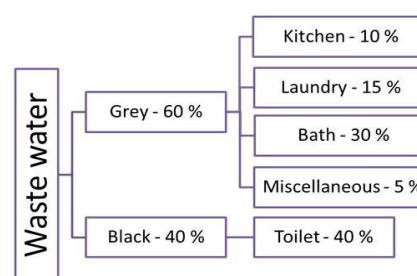 Waste water
Grey - 60 %
Black - 40 %
Kitchen - 10 %
Laundry - 15 %
Bath - 30 %
Miscellaneous - 5 %
Toilet - 40 %